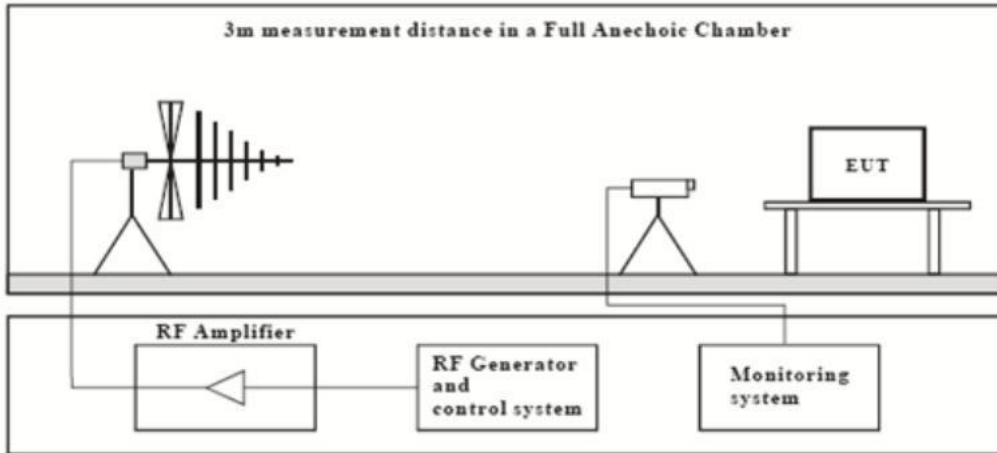 3m measurement distance in a Full Anechoic Chamber
EUT
RF Amplifier
RF Generator
and
control system
Monitoring
system